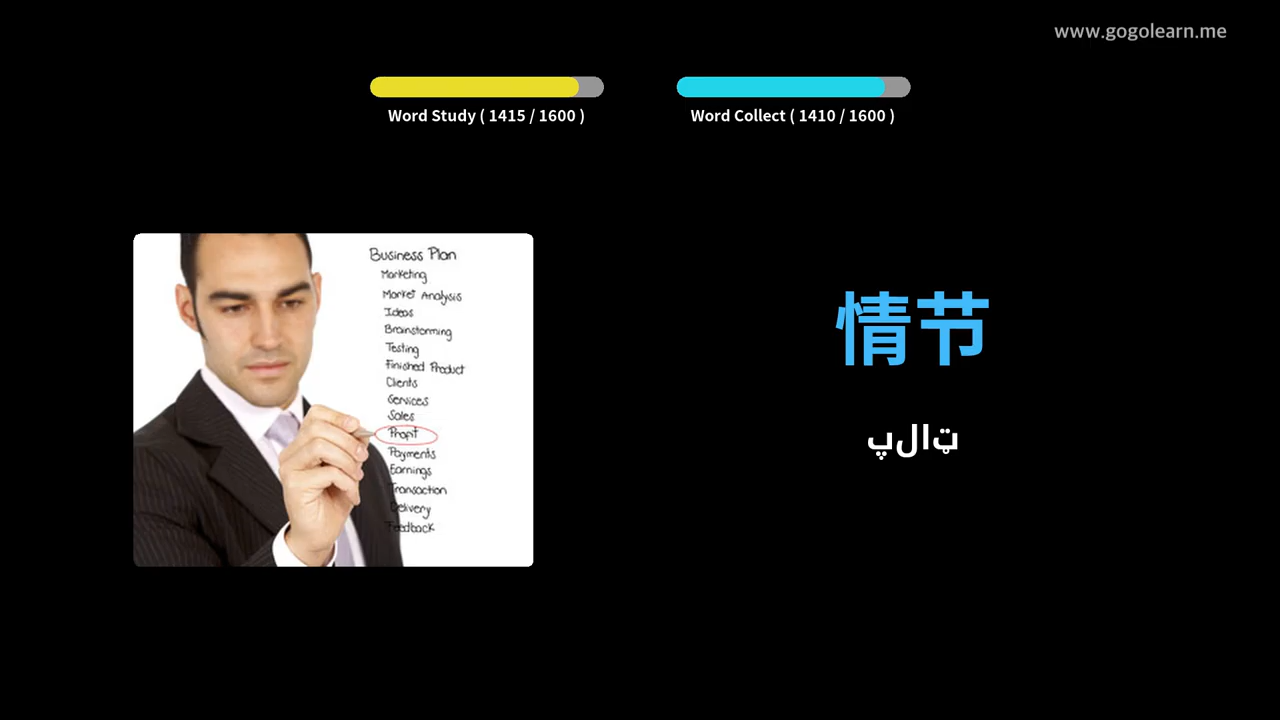 www.gogolearn.me
Word Study ( 1415 / 1600 )
Word Collect ( 1410 / 1600 )
Business Plan
Marketing
Market Analysis
Ideas
Brainstorming
Testing
Finished Product
Clients
Services
Sales
Profit
Payments
Earnings
Transaction
Delivery
Feedback
情节
ټالپ